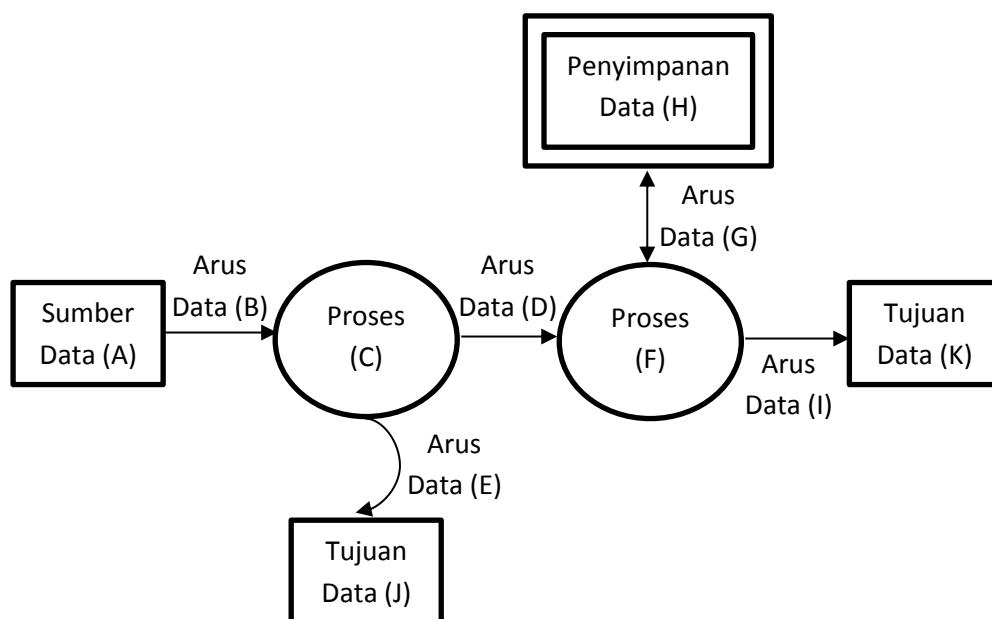 Penyimpanan
Data (H)
Arus
Data (G)
Sumber
Data (A)
Arus
Data (B)
Proses
(C)
Arus
Data (D)
Proses
(F)
Arus
Data (I)
Tujuan
Data (K)
Arus
Data (E)
Tujuan
Data (J)